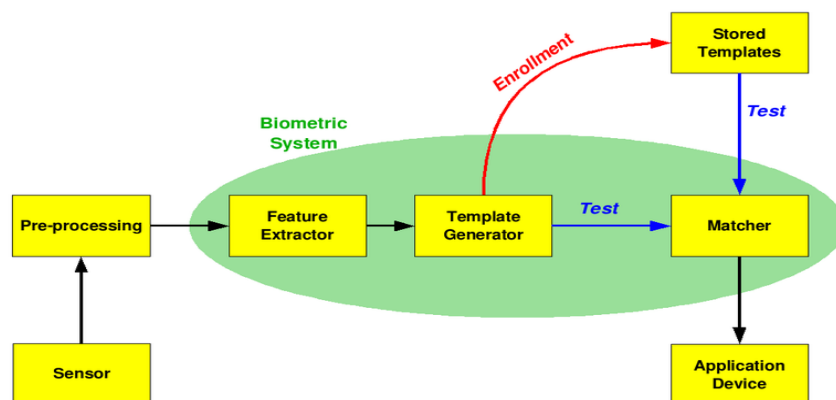 Stored
Templates
Enrollment
Test
Biometric
System
Pre-processing
Feature
Extractor
Template
Generator
Test
Matcher
Sensor
Application
Device